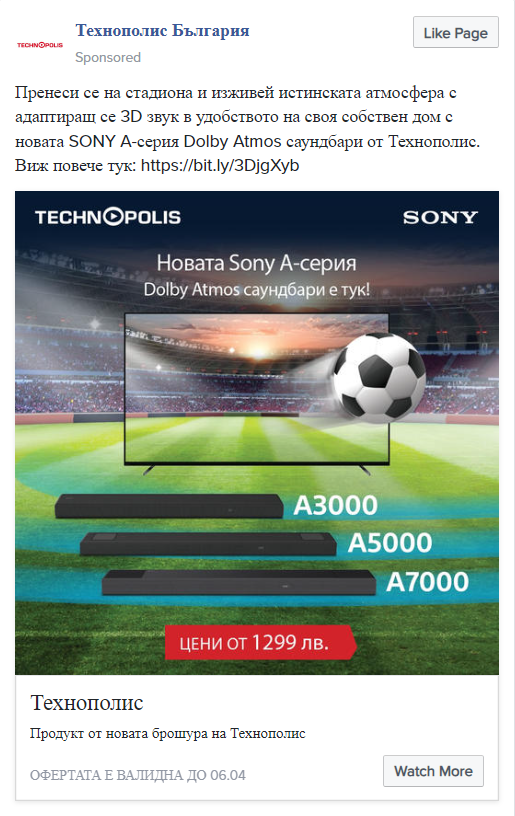 TECHNOPOLIS
Технополис България
Sponsored
Like Page
Пренеси се на стадиона и изживей истинската атмосфера с
адаптиращ се 3D звук в удобството на своя собствен дом с
новата SONY А-серия Dolby Atmos саундбари от Технополис.
Виж повече тук: https://bit.ly/3DjgXyb
TECHNOPOLIS
SONY
Новата Sony А-серия
Dolby Atmos саундбари е тук!
A3000
A5000
A7000
ЦЕНИ ОТ 1299 лв.
Технополис
Продукт от новата брошура на Технополис
ОФЕРТАТА Е ВАЛИДНА ДО 06.04
Watch More